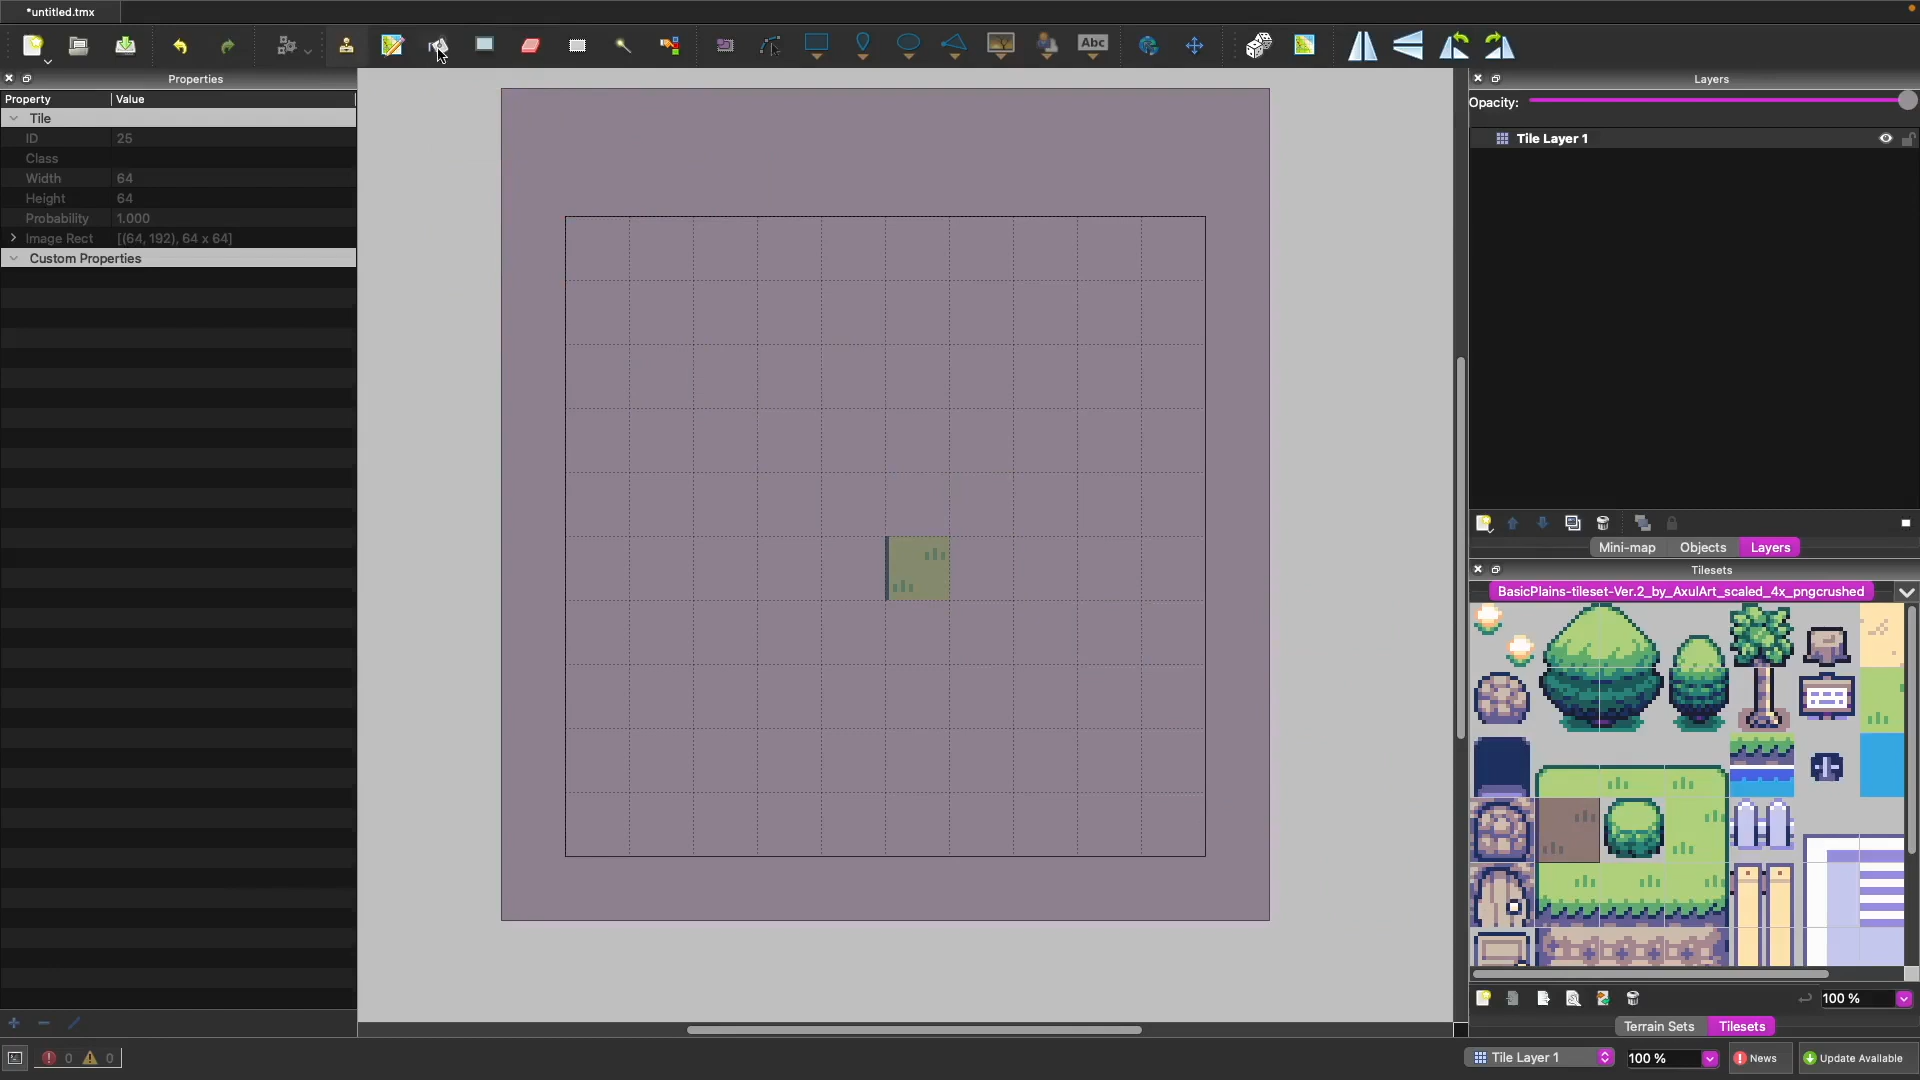 *untitled.tmx
Abc
Properties
Property Value
Tile
ID 25
Class
Width 64
Height 64
Probability 1.000
Image Rect [(64, 192), 64 x 64]
Custom Properties
Layers
Opacity:
Tile Layer 1
Mini-map Objects Layers
Tilesets
BasicPlains-tileset-Ver.2_by_AxulArt_scaled_4x_pngcrushed
100 %
Terrain Sets Tilesets
0 0
Tile Layer 1 100 % News Update Available